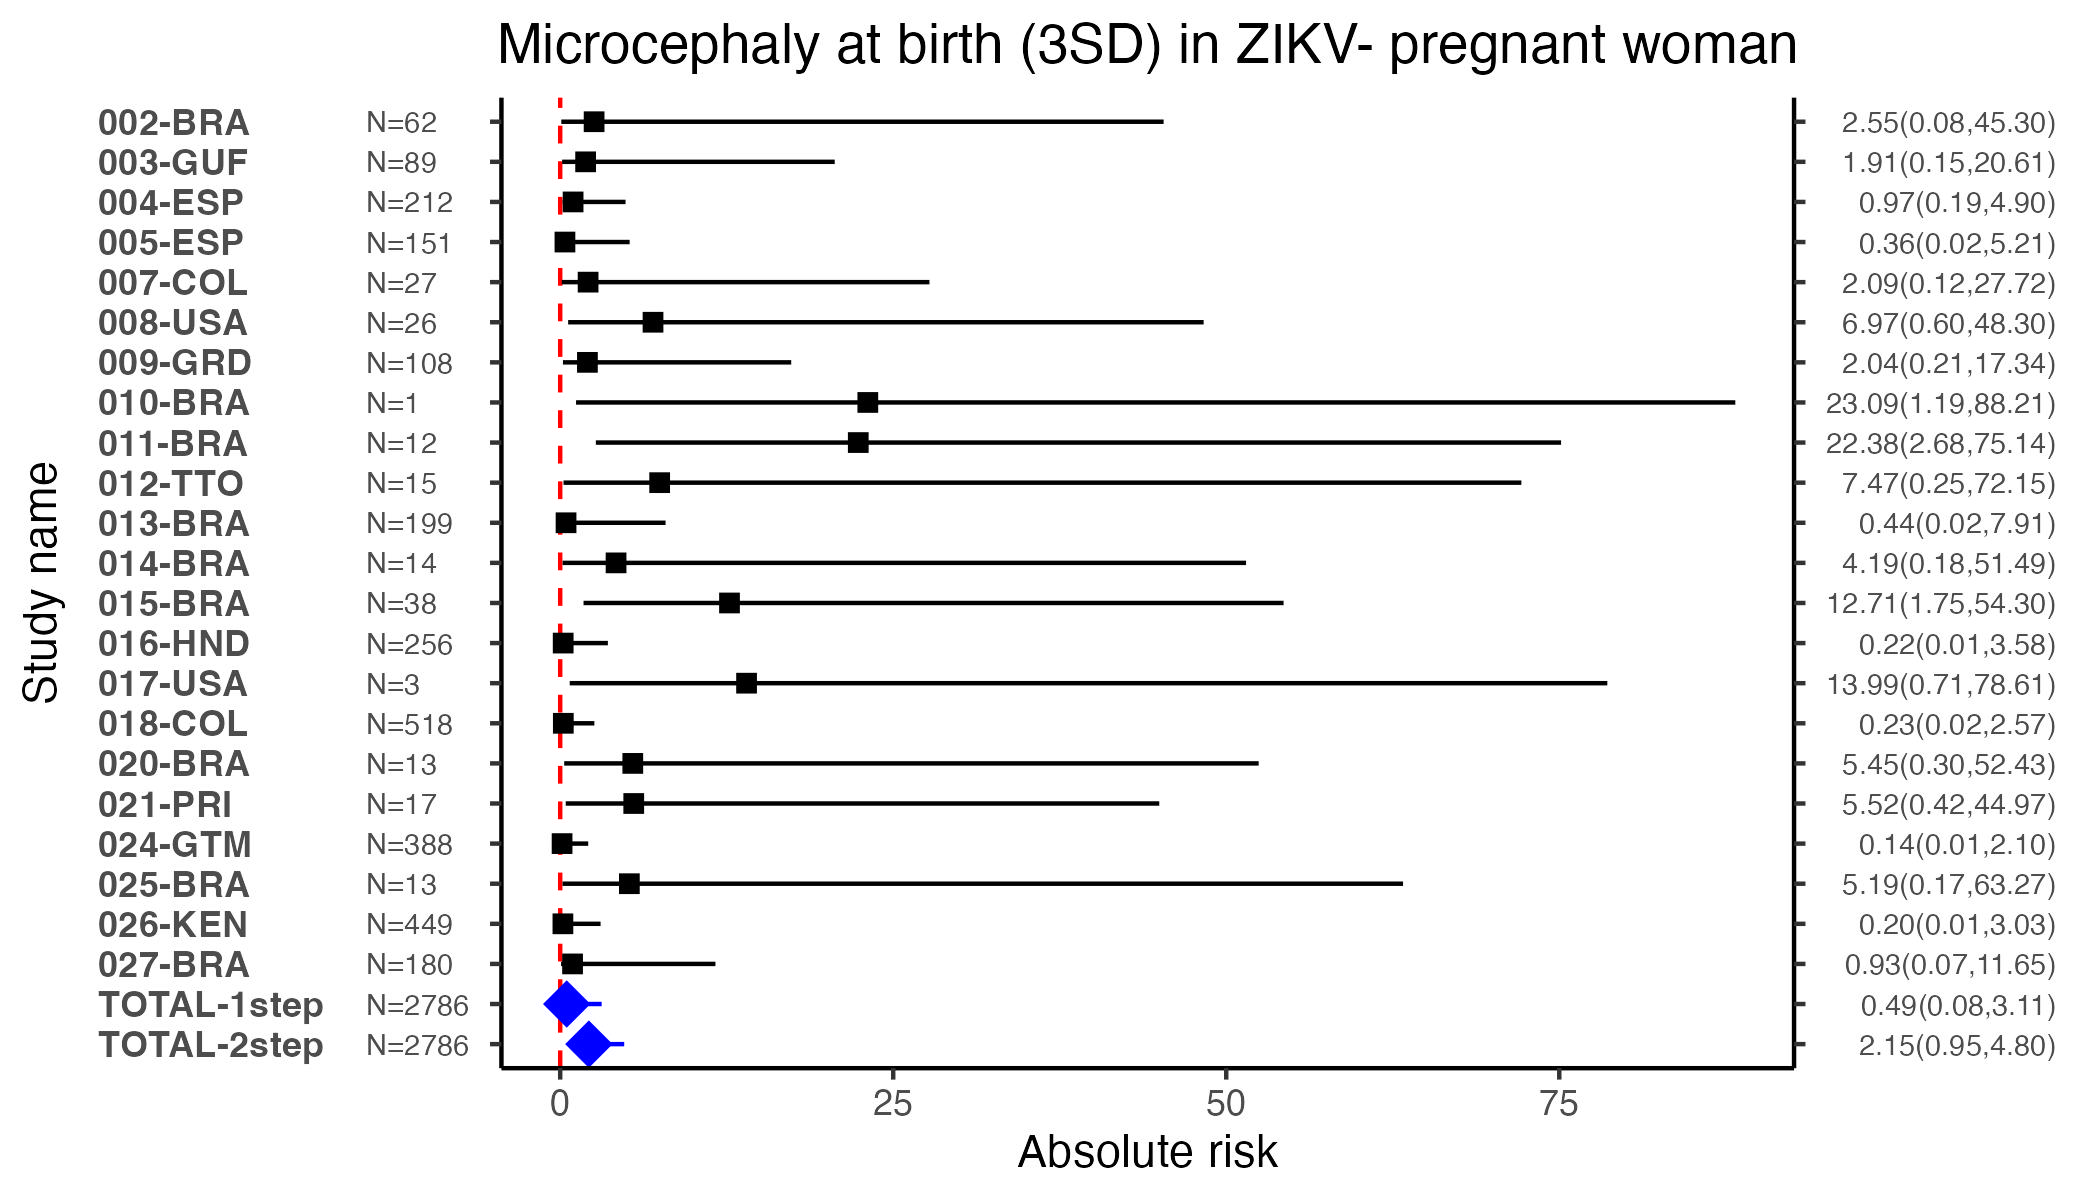 Microcephaly at birth (3SD) in ZIKV- pregnant woman
Study name
002-BRA N=62 2.55(0.08,45.30)
003-GUF N=89 1.91(0.15,20.61)
004-ESP N=212 0.97(0.19,4.90)
005-ESP N=151 0.36(0.02,5.21)
007-COL N=27 2.09(0.12,27.72)
008-USA N=26 6.97(0.60,48.30)
009-GRD N=108 2.04(0.21,17.34)
010-BRA N=1 23.09(1.19,88.21)
011-BRA N=12 22.38(2.68,75.14)
012-TTO N=15 7.47(0.25,72.15)
013-BRA N=199 0.44(0.02,7.91)
014-BRA N=14 4.19(0.18,51.49)
015-BRA N=38 12.71(1.75,54.30)
016-HND N=256 0.22(0.01,3.58)
017-USA N=3 13.99(0.71,78.61)
018-COL N=518 0.23(0.02,2.57)
020-BRA N=13 5.45(0.30,52.43)
021-PRI N=17 5.52(0.42,44.97)
024-GTM N=388 0.14(0.01,2.10)
025-BRA N=13 5.19(0.17,63.27)
026-KEN N=449 0.20(0.01,3.03)
027-BRA N=180 0.93(0.07,11.65)
TOTAL-1step N=2786 0.49(0.08,3.11)
TOTAL-2step N=2786 2.15(0.95,4.80)
0 25 50 75
Absolute risk